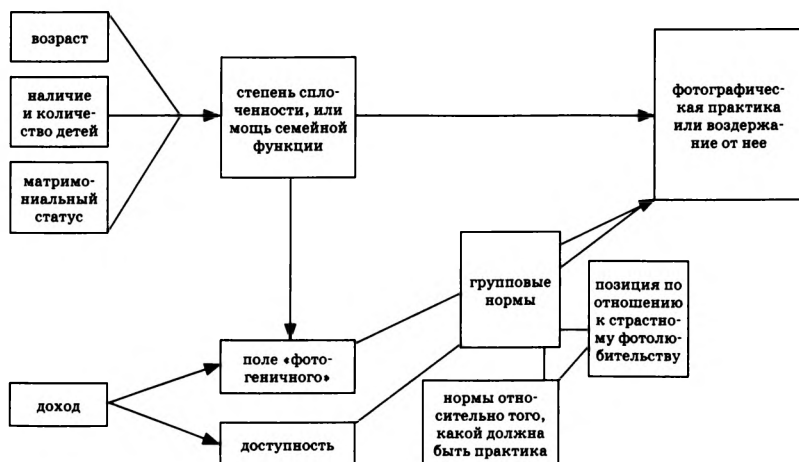 возраст
наличие
и количе-
ство детей
матримо-
ниальный
статус
степень спло-
ченности, или
мощь семейной
функции
фотографичес-
кая практика
или воздержа-
ние от нее
групповые
нормы
позиция по
отношению
к страстно-
му фотолю-
бительству
поле «фото-
геничного»
доход
доступность
нормы отно-
сительно того,
какой должна
быть практика